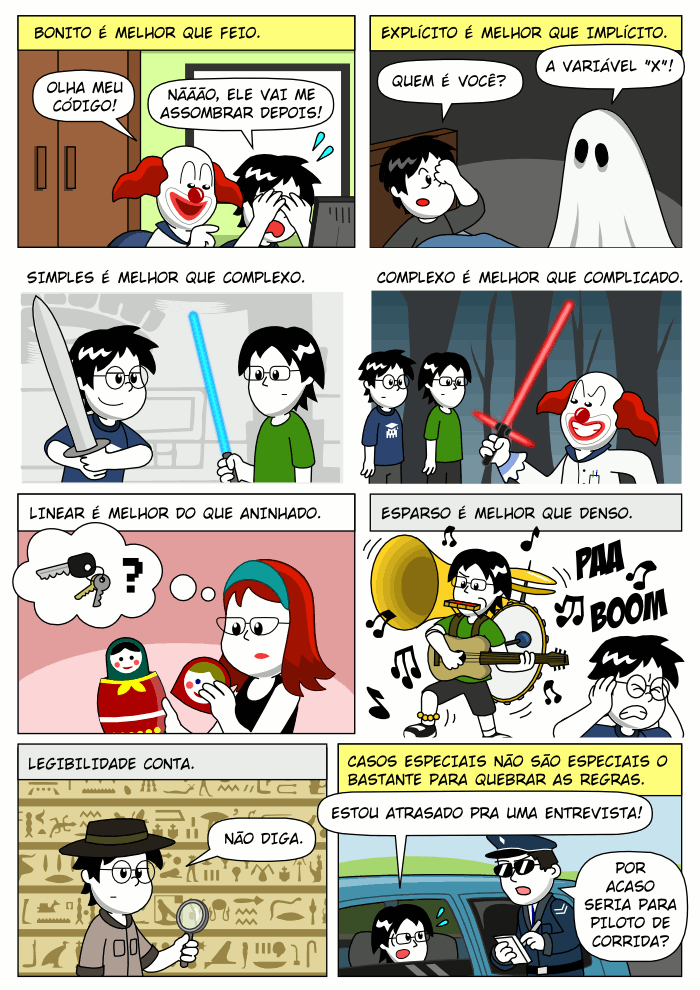 BONITO É MELHOR QUE FEIO.
OLHA MEU
CÓDIGO!
NÃÃÃO, ELE VAI ME
ASSOMBRAR DEPOIS!
EXPLÍCITO É MELHOR QUE IMPLÍCITO.
QUEM É VOCÊ?
A VARIÁVEL "X"!
SIMPLES É MELHOR QUE COMPLEXO.
COMPLEXO É MELHOR QUE COMPLICADO.
LINEAR É MELHOR DO QUE ANINHADO.
?
ESPARSO É MELHOR QUE DENSO.
PAA
BOOM
LEGIBILIDADE CONTA.
NÃO DIGA.
CASOS ESPECIAIS NÃO SÃO ESPECIAIS O
BASTANTE PARA QUEBRAR AS REGRAS.
ESTOU ATRASADO PRA UMA ENTREVISTA!
POR
ACASO
SERIA PARA
PILOTO DE
CORRIDA?